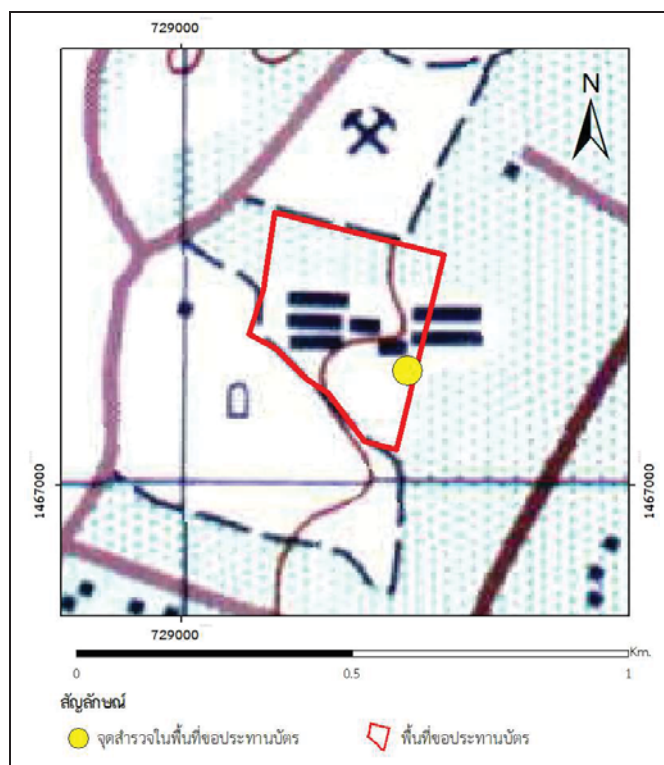 729000
N
1467000
1467000
729000
Km.
0 0.5 1
สัญลักษณ์
จุดสำรวจในพื้นที่ขอประทานบัตร พื้นที่ขอประทานบัตร